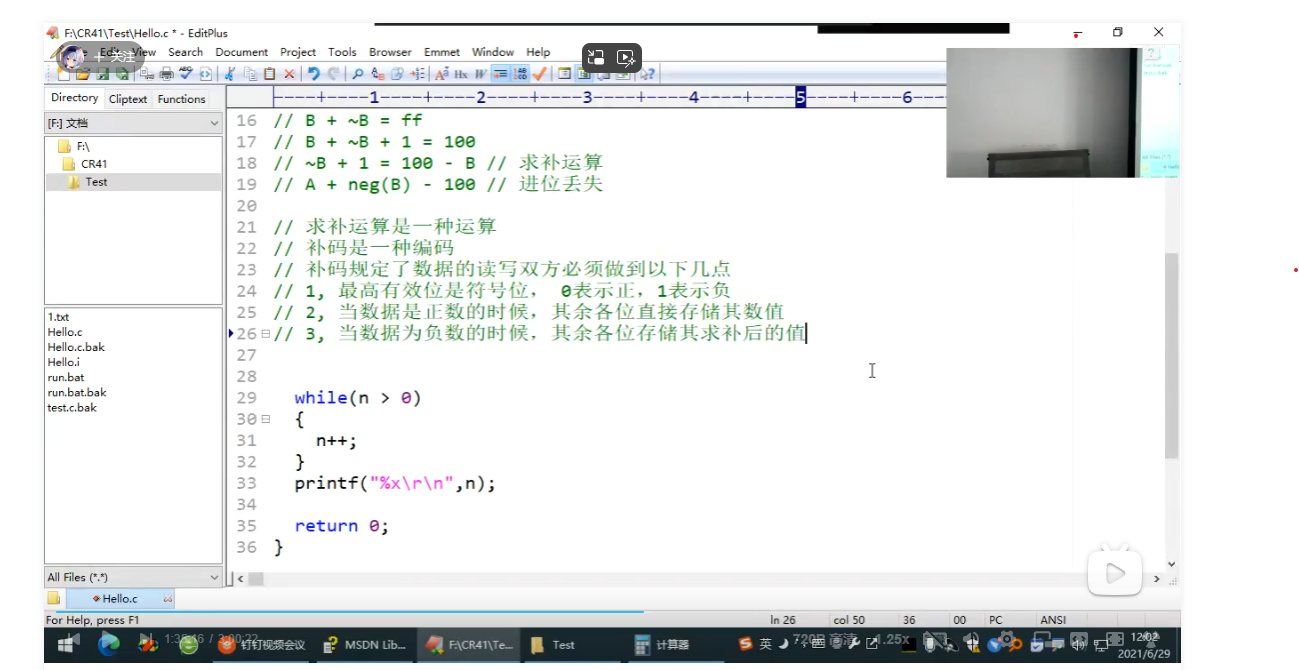 F:\CR41\Test\Hello.c * - EditPlus
Edit View Search Document Project Tools Browser Emmet Window Help
+ 关注
Directory Cliptext Functions
----+----1----+----2----+----3----+----4----+----5----+----6--
[F:] 文档
F:\
CR41
Test
16 // B + ~B = ff
17 // B + ~B + 1 = 100
18 // ~B + 1 = 100 - B // 求补运算
19 // A + neg(B) - 100 // 进位丢失
20
21 // 求补运算是一种运算
22 // 补码是一种编码
23 // 补码规定了数据的读写双方必须做到以下几点
24 // 1, 最高有效位是符号位, 0表示正,1表示负
25 // 2, 当数据是正数的时候,其余各位直接存储其数值
26 // 3, 当数据为负数的时候,其余各位存储其求补后的值
27
28
29 while(n > 0)
30 {
31 n++;
32 }
33 printf("%x\r\n",n);
34
35 return 0;
36 }
1.txt
Hello.c
Hello.c.bak
Hello.i
run.bat
run.bat.bak
test.c.bak
All Files (*.*)
Hello.c
For Help, press F1
ln 26 col 50 36 00 PC ANSI
钉钉视频会议 MSDN Lib... F:\CR41\Te... Test 计算器
英
1.25x
12:02
2021/6/29